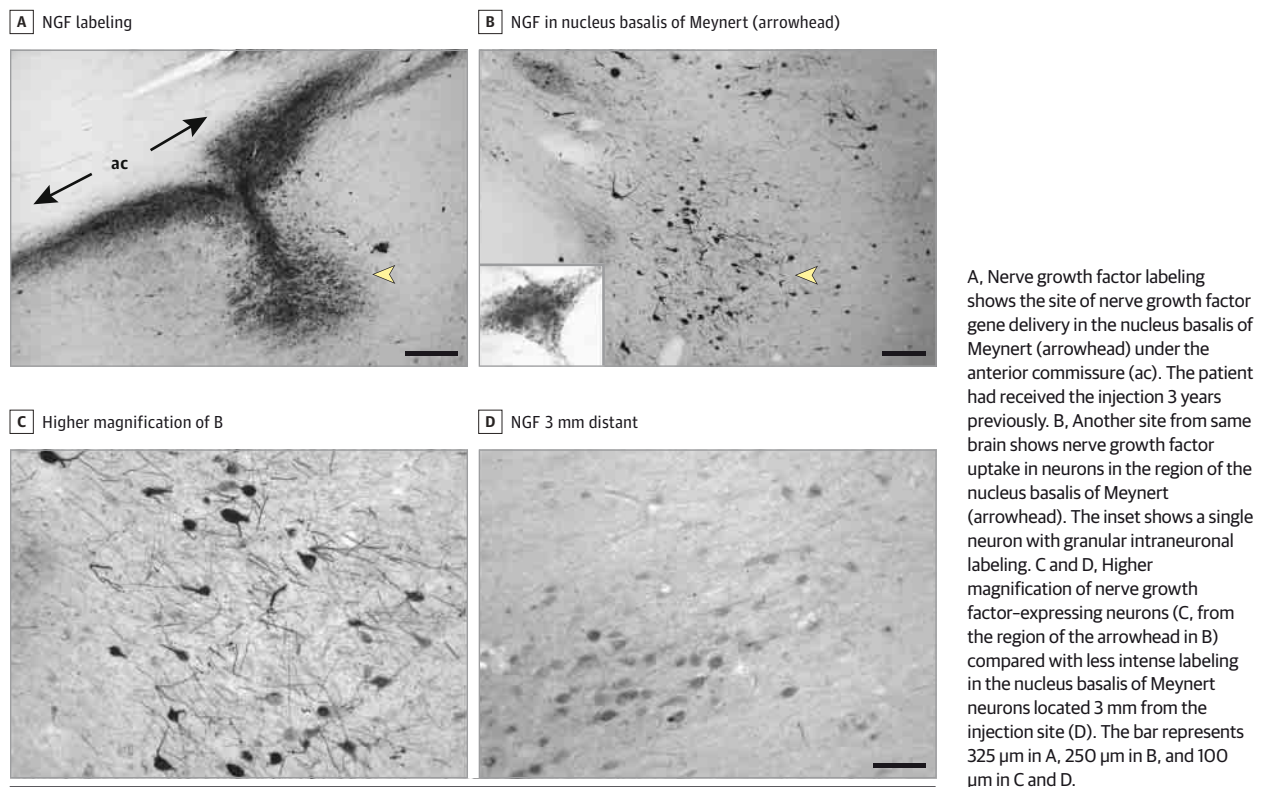 A NGF labeling
B NGF in nucleus basalis of Meynert (arrowhead)
ac
C Higher magnification of B
D NGF 3 mm distant
A, Nerve growth factor labeling
shows the site of nerve growth factor
gene delivery in the nucleus basalis of
Meynert (arrowhead) under the
anterior commissure (ac). The patient
had received the injection 3 years
previously. B, Another site from same
brain shows nerve growth factor
uptake in neurons in the region of the
nucleus basalis of Meynert
(arrowhead). The inset shows a single
neuron with granular intraneuronal
labeling. C and D, Higher
magnification of nerve growth
factor–expressing neurons (C, from
the region of the arrowhead in B)
compared with less intense labeling
in the nucleus basalis of Meynert
neurons located 3 mm from the
injection site (D). The bar represents
325 μm in A, 250 μm in B, and 100
μm in C and D.